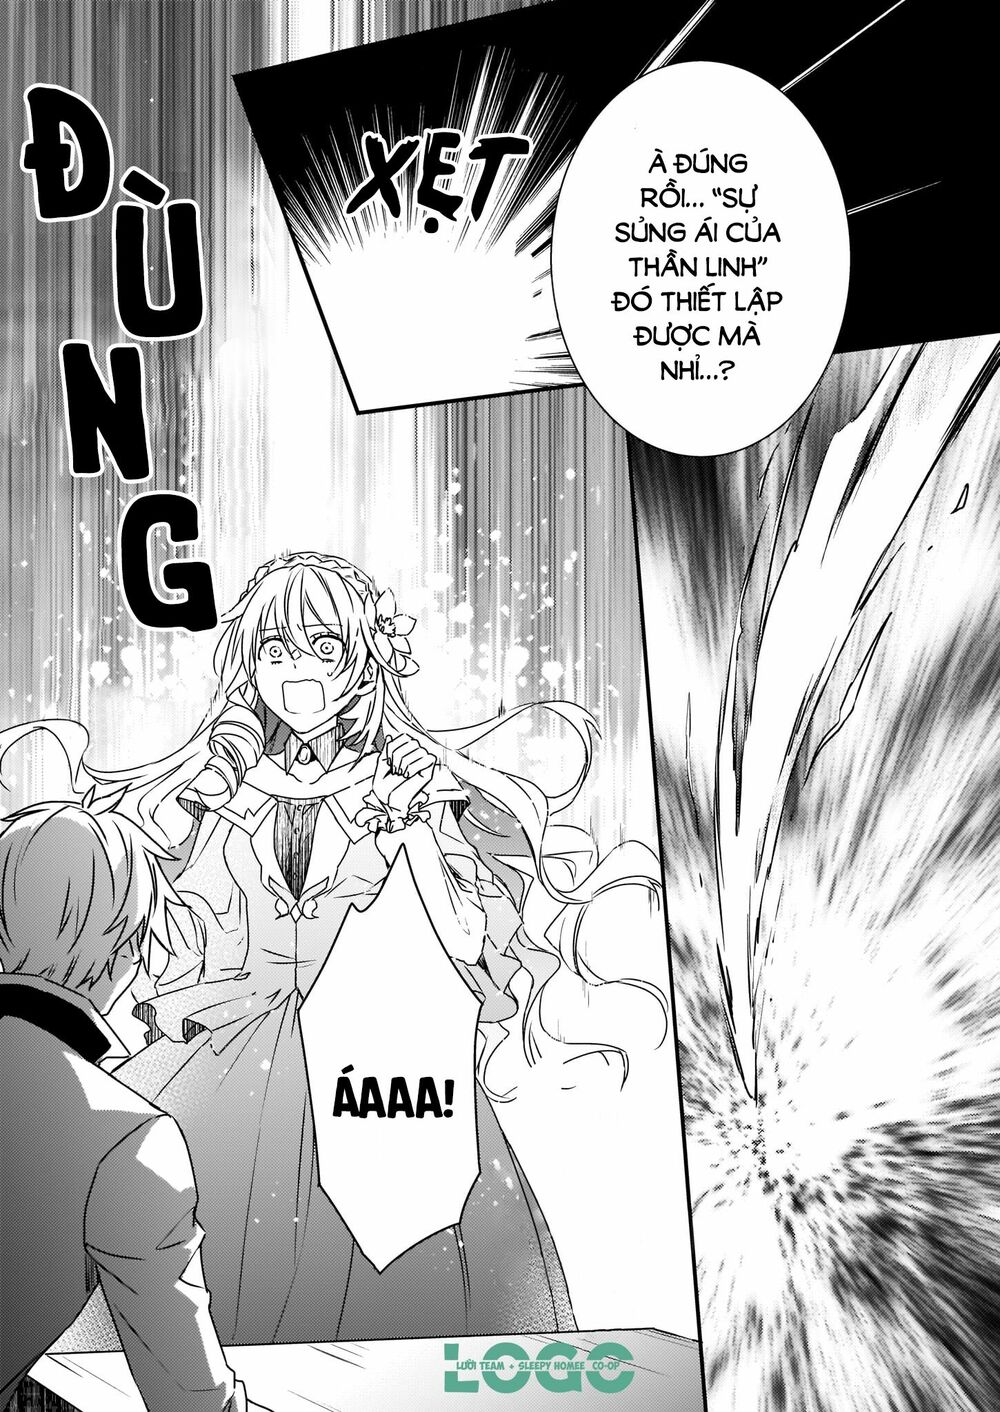 À ĐÚNG
RỒI... "SỰ
SỦNG ÁI CỦA
THẦN LINH"
ĐÓ THIẾT LẬP
ĐƯỢC MÀ
NHỈ...?
XẸT
ĐÙNG
ÁAAA!
LOGO
LƯỜI TEAM + SLEEPY HOMEE CO-OP